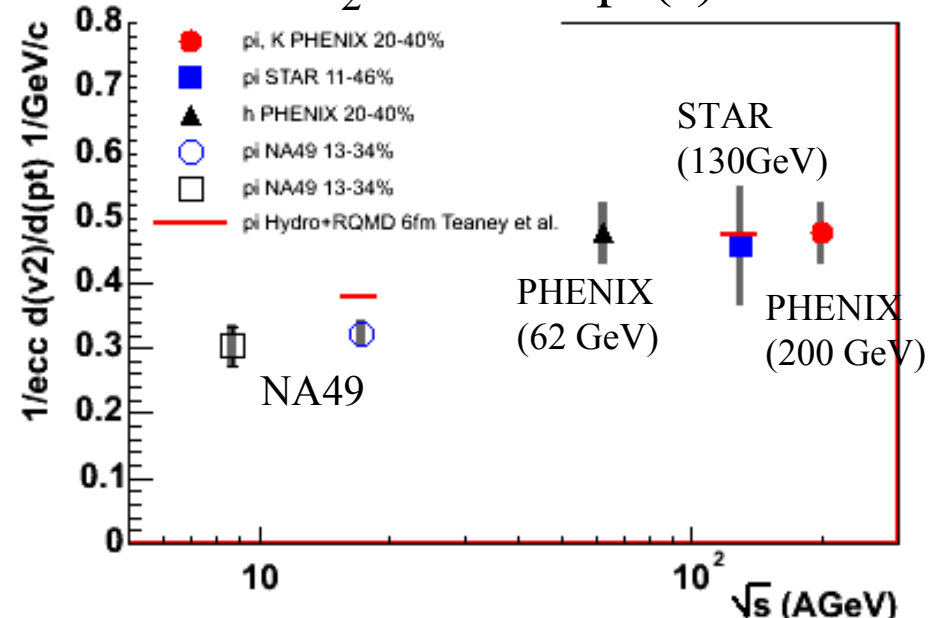 2
0.8
0.7
0.6
0.5
0.4
0.3
0.2
0.1
0
1/ecc d(v2)/d(pt) 1/GeV/c
pi, K PHENIX 20-40%
pi STAR 11-46%
h PHENIX 20-40%
pi NA49 13-34%
pi NA49 13-34%
pi Hydro+RQMD 6fm Teaney et al.
STAR
(130GeV)
PHENIX
(62 GeV)
PHENIX
(200 GeV)
NA49
10
10²
√s (AGeV)